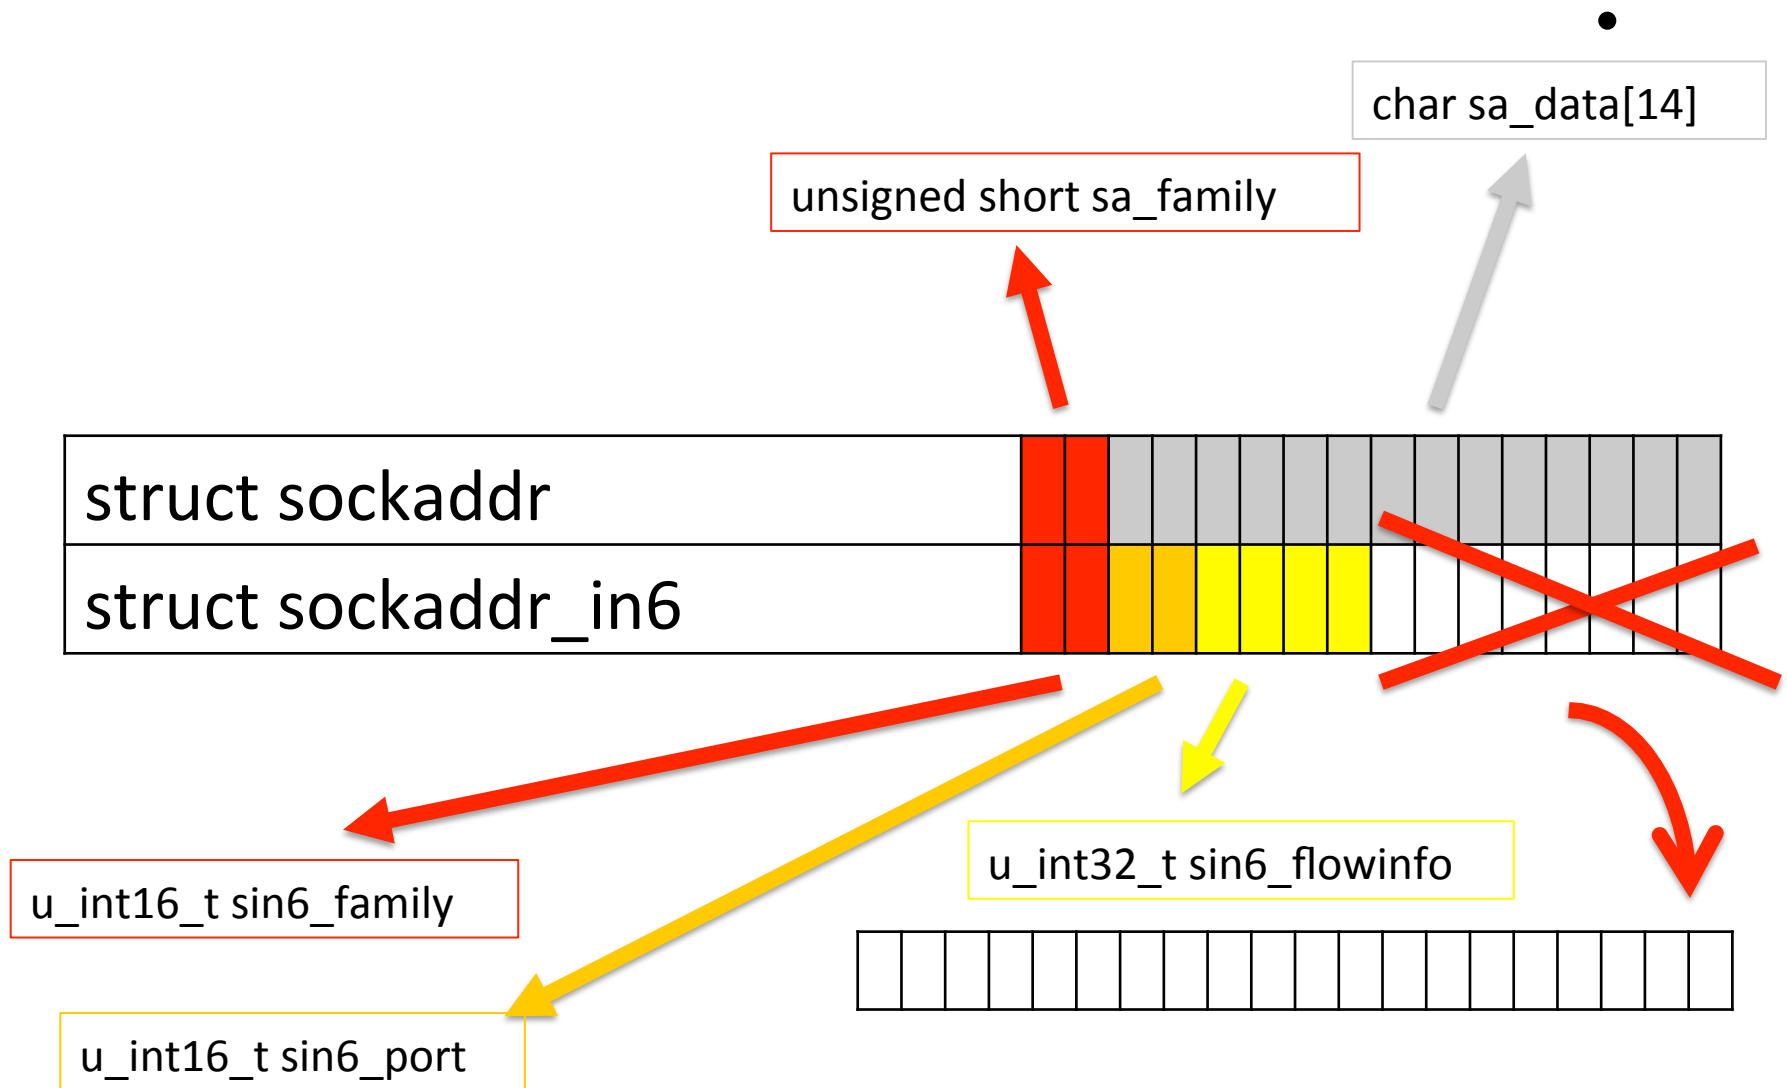 char sa_data[14]
unsigned short sa_family
struct sockaddr
struct sockaddr_in6
u_int32_t sin6_flowinfo
u_int16_t sin6_family
u_int16_t sin6_port